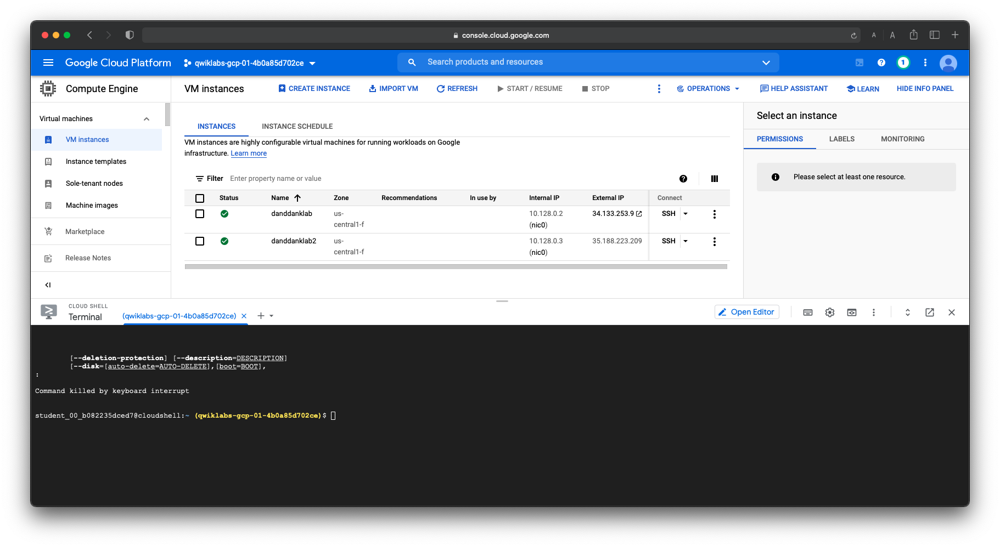 console.cloud.google.com
A A
Google Cloud Platform
qwiklabs-gcp-01-4b0a85d702ce
Search products and resources
1
Compute Engine
VM instances
CREATE INSTANCE
IMPORT VM
REFRESH
START / RESUME
STOP
OPERATIONS
HELP ASSISTANT
LEARN
HIDE INFO PANEL
Virtual machines
VM instances
Instance templates
Sole-tenant nodes
Machine images
Marketplace
Release Notes
INSTANCES
INSTANCE SCHEDULE
VM instances are highly configurable virtual machines for running workloads on Google
infrastructure. Learn more
Filter Enter property name or value
Status Name Zone Recommendations In use by Internal IP External IP Connect
danddanklab us- 10.128.0.2 34.133.253.9 SSH
central1-f (nic0)
danddanklab2 us- 10.128.0.3 35.188.223.209 SSH
central1-f (nic0)
Select an instance
PERMISSIONS LABELS MONITORING
Please select at least one resource.
CLOUD SHELL
Terminal
(qwiklabs-gcp-01-4b0a85d702ce)
Open Editor
[--deletion-protection] [--description=DESCRIPTION]
[--disk=[auto-delete=AUTO-DELETE],[boot=BOOT],
:
Command killed by keyboard interrupt
student_00_b082235dced7@cloudshell:~ (qwiklabs-gcp-01-4b0a85d702ce)$